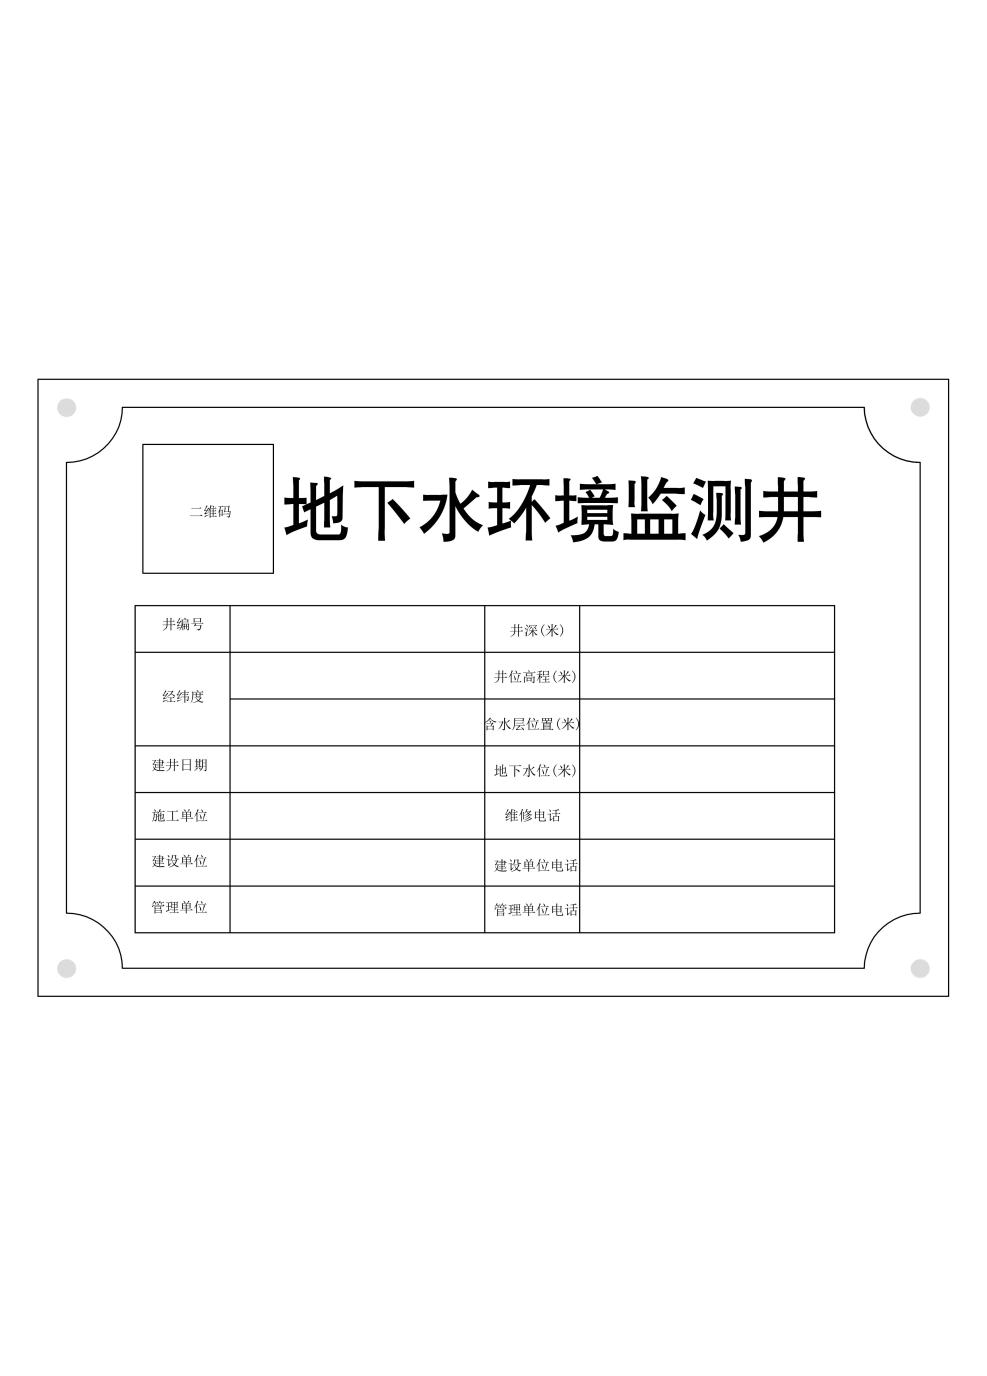 二维码
地下水环境监测井
井编号 井深(米)
经纬度 井位高程(米)
含水层位置(米)
建井日期 地下水位(米)
施工单位 维修电话
建设单位 建设单位电话
管理单位 管理单位电话